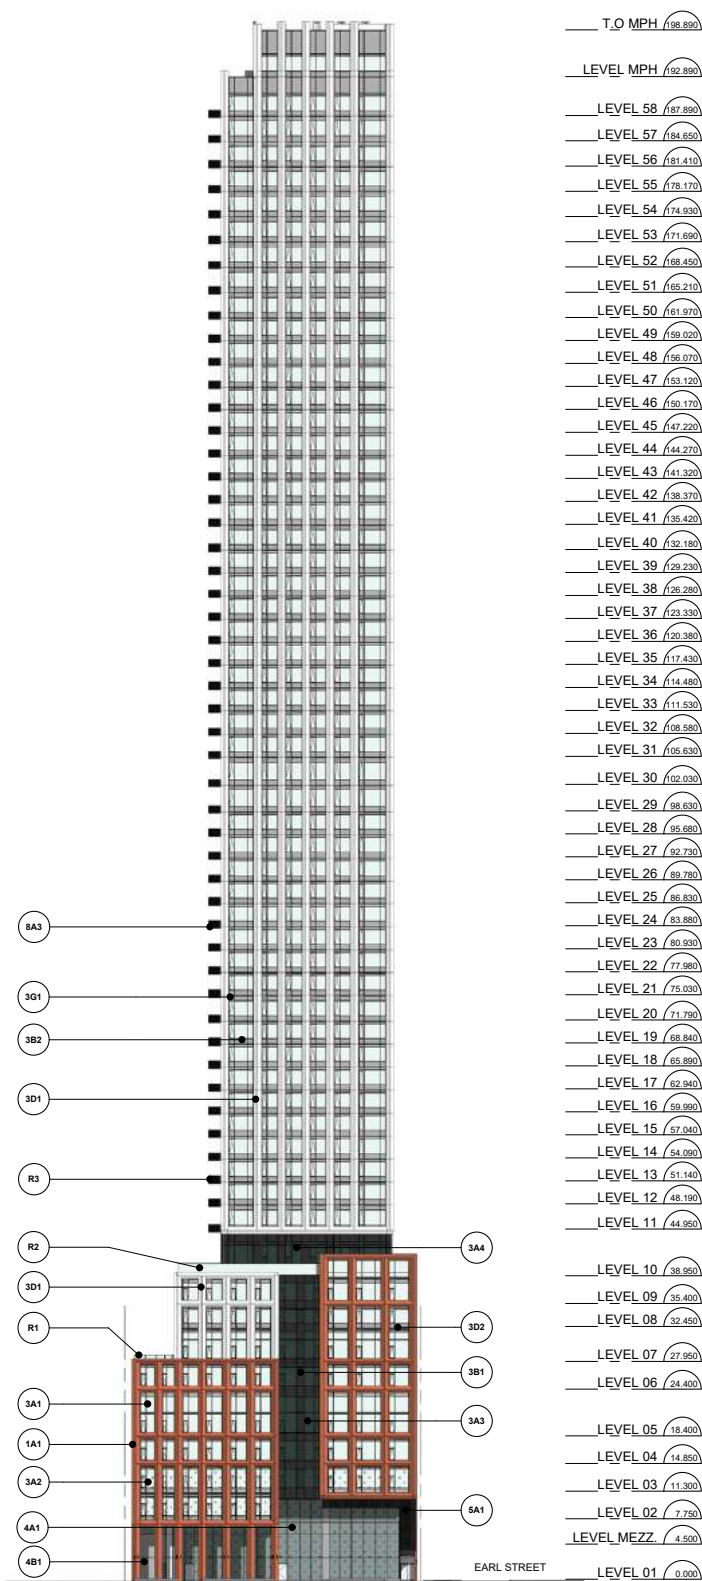 T.O MPH 198.890
LEVEL MPH 192.890
LEVEL 58 187.890
LEVEL 57 184.650
LEVEL 56 181.410
LEVEL 55 178.170
LEVEL 54 174.930
LEVEL 53 171.690
LEVEL 52 168.450
LEVEL 51 165.210
LEVEL 50 161.970
LEVEL 49 159.020
LEVEL 48 156.070
LEVEL 47 153.120
LEVEL 46 150.170
LEVEL 45 147.220
LEVEL 44 144.270
LEVEL 43 141.320
LEVEL 42 138.370
LEVEL 41 135.420
LEVEL 40 132.180
LEVEL 39 129.230
LEVEL 38 126.280
LEVEL 37 123.330
LEVEL 36 120.380
LEVEL 35 117.430
LEVEL 34 114.480
LEVEL 33 111.530
LEVEL 32 108.580
LEVEL 31 105.630
LEVEL 30 102.030
LEVEL 29 98.630
LEVEL 28 95.680
LEVEL 27 92.730
LEVEL 26 89.780
LEVEL 25 86.830
LEVEL 24 83.880
8A3
LEVEL 23 80.930
LEVEL 22 77.980
LEVEL 21 75.030
3G1
LEVEL 20 71.790
LEVEL 19 68.840
3B2
LEVEL 18 65.890
LEVEL 17 62.940
3D1
LEVEL 16 59.990
LEVEL 15 57.040
LEVEL 14 54.090
LEVEL 13 51.140
R3
LEVEL 12 48.190
LEVEL 11 44.950
R2
3A4
LEVEL 10 38.950
3D1
LEVEL 09 35.400
LEVEL 08 32.450
R1
3D2
LEVEL 07 27.950
3B1
LEVEL 06 24.400
3A1
3A3
LEVEL 05 18.400
1A1
LEVEL 04 14.850
3A2
LEVEL 03 11.300
5A1
LEVEL 02 7.750
4A1
LEVEL MEZZ. 4.500
4B1
EARL STREET
LEVEL 01 0.000